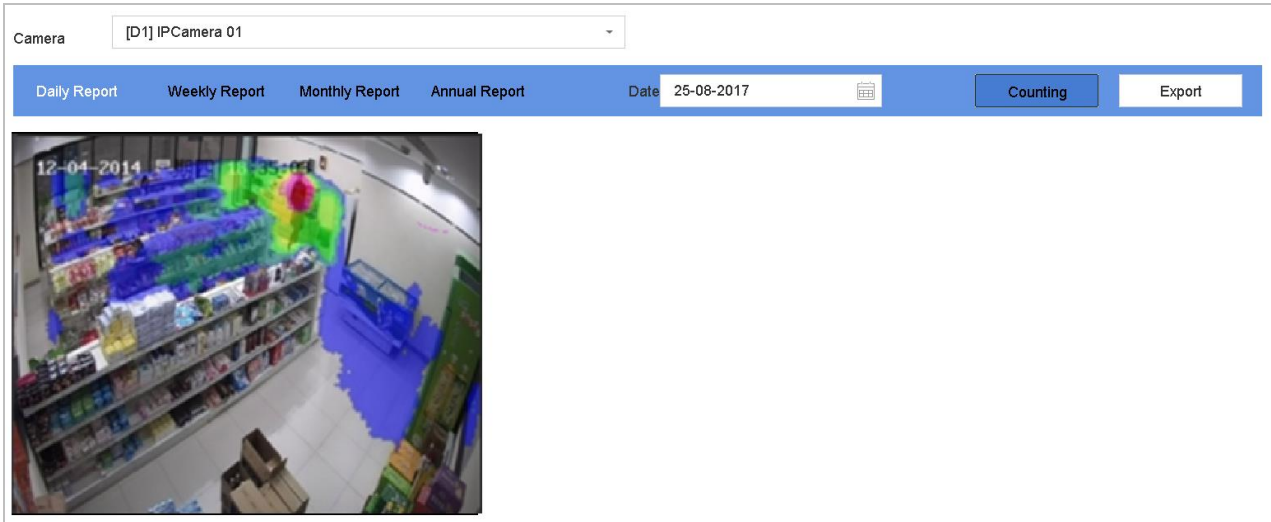 Camera
[D1] IPCamera 01
Daily Report Weekly Report Monthly Report Annual Report Date 25-08-2017 Counting Export
12-04-2014